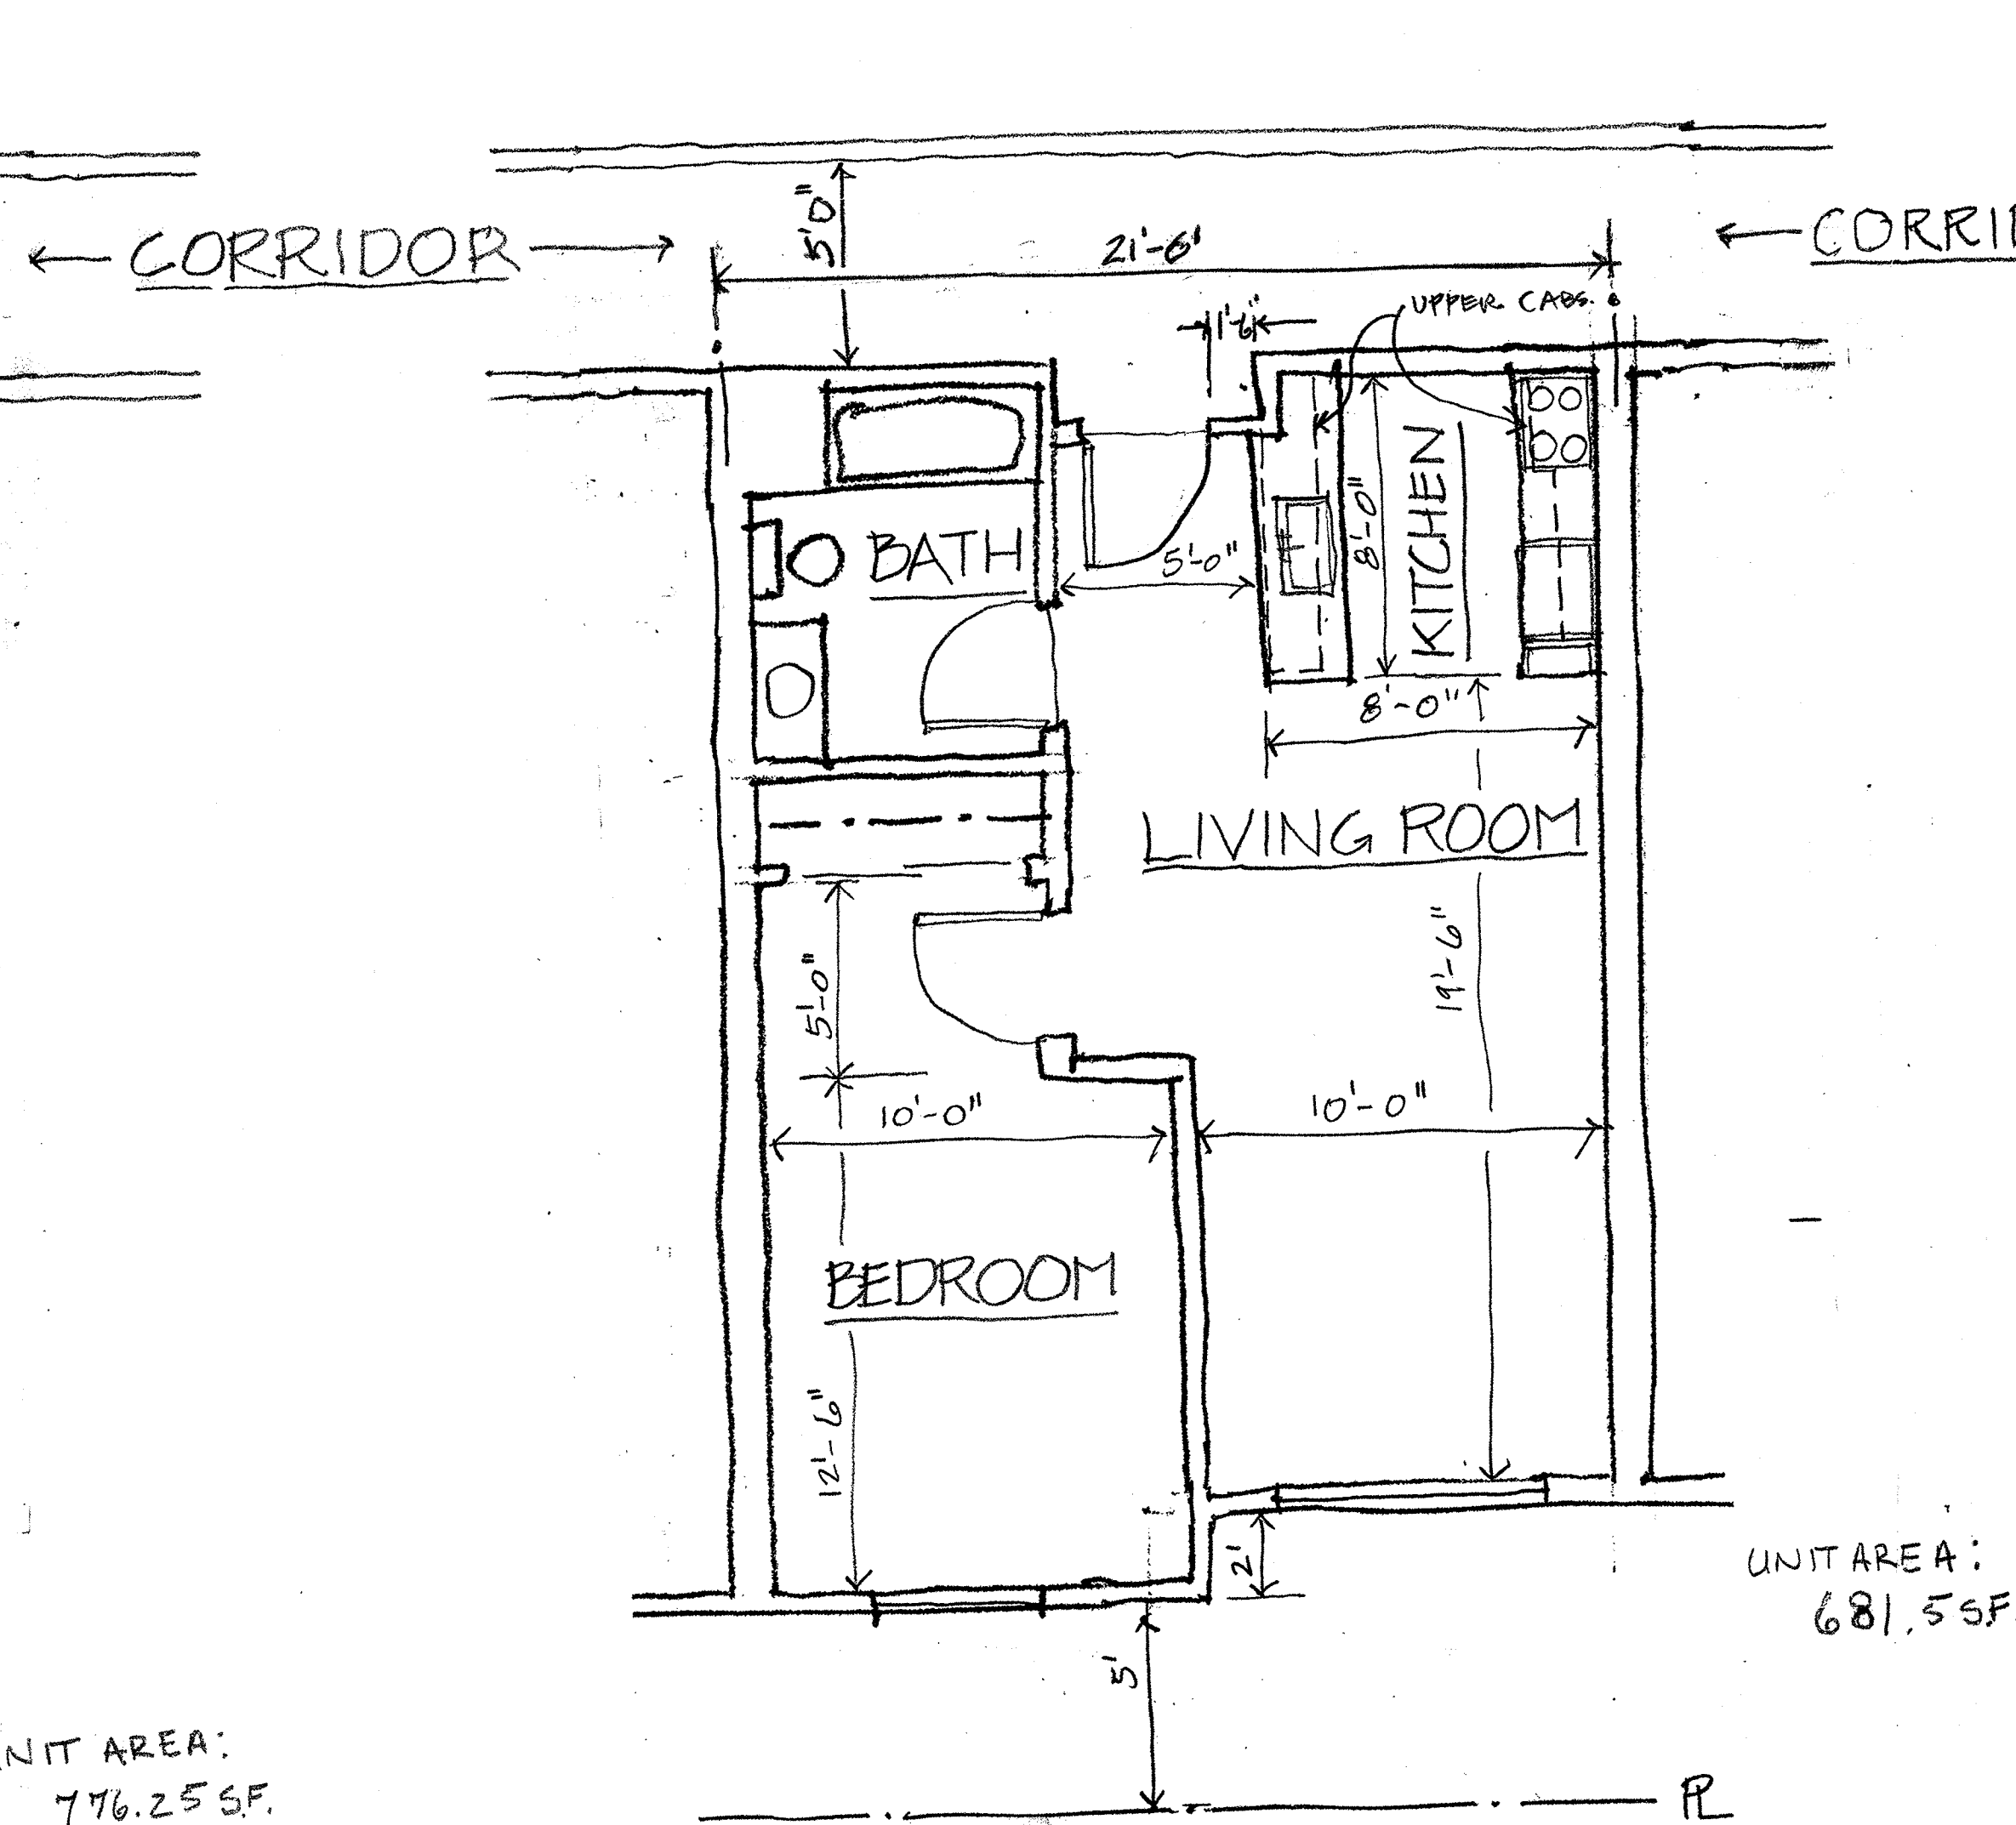 5'0"
← CORRIDOR →
21'-6'
← CORRI
1'-6"
UPPER CABS.
BATH
5'-0"
8'-0"
KITCHEN
8'-0"
LIVING ROOM
5'-0"
19'-6"
10'-0"
10'-0"
BEDROOM
12'-6"
2'
UNIT AREA:
681.5 S.F.
5'
NIT AREA:
776.25 S.F.
PL